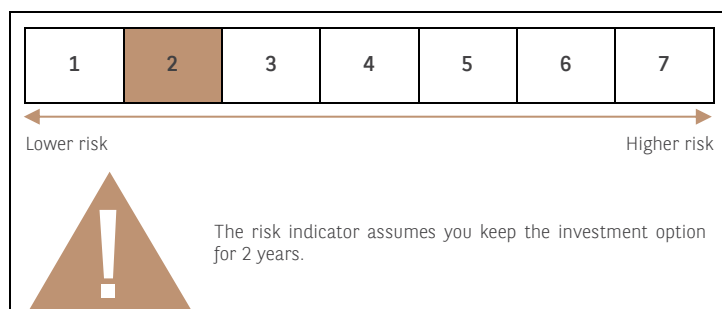 1 2 3 4 5 6 7
Lower risk Higher risk
!
The risk indicator assumes you keep the investment option
for 2 years.